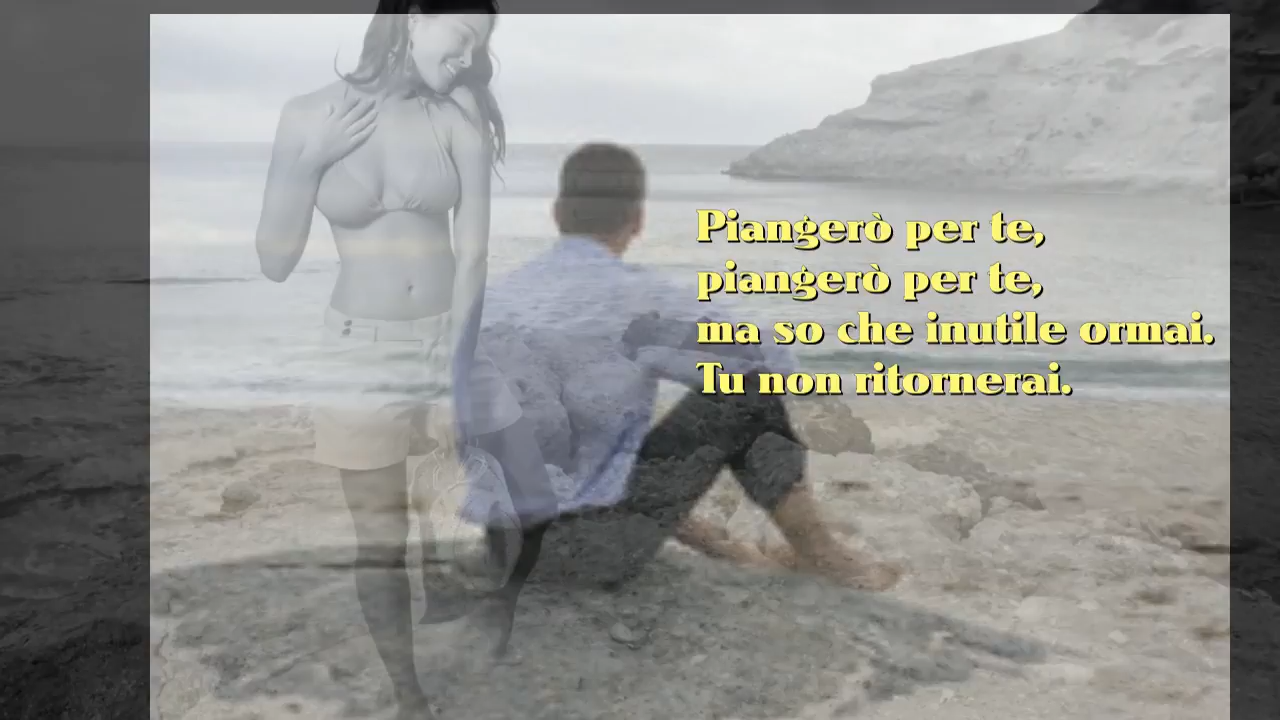 Piangerò per te,
piangerò per te,
ma so che inutile ormai.
Tu non ritornerai.